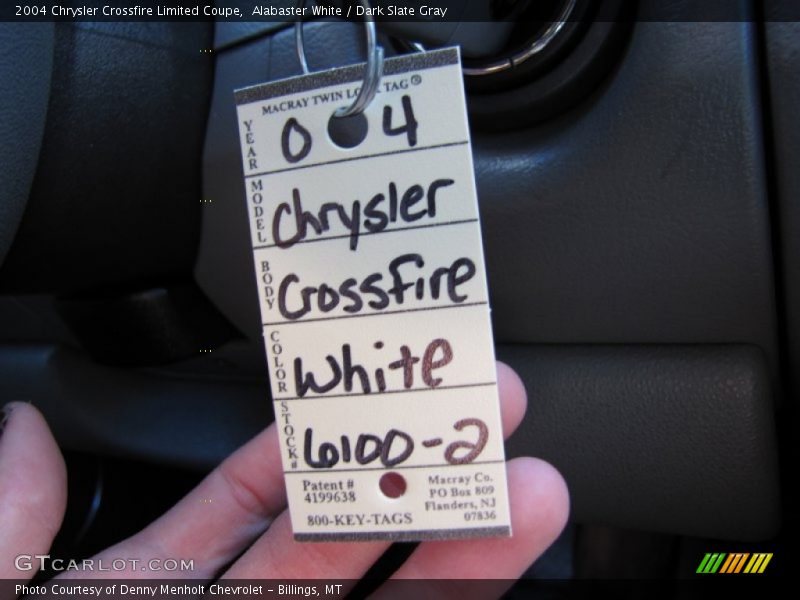 2004 Chrysler Crossfire Limited Coupe,  Alabaster White / Dark Slate Gray
MACRAY TWIN LOCK TAG®
YEAR 04
MODEL Chrysler
BODY Crossfire
COLOR White
STOCK# 6100-2
Patent #
4199638
800-KEY-TAGS
Macray Co.
PO Box 809
Flanders, NJ
07836
GTCARLOT.COM
Photo Courtesy of Denny Menholt Chevrolet – Billings, MT